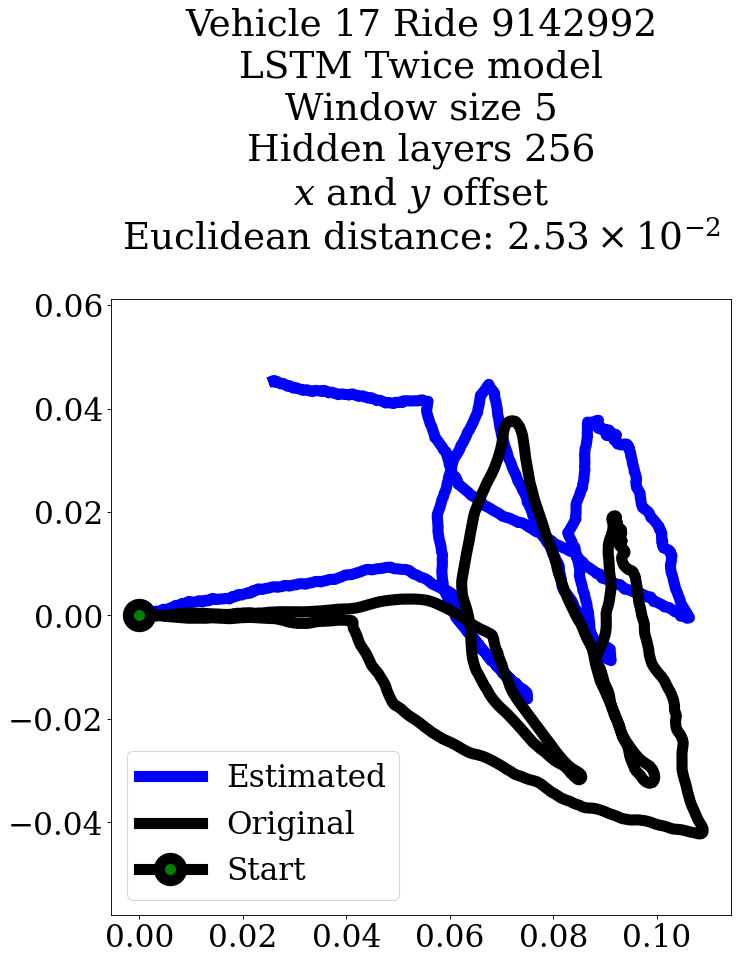 Vehicle 17 Ride 9142992
LSTM Twice model
Window size 5
Hidden layers 256
x and y offset
Euclidean distance: 2.53 × 10⁻²
0.06
0.04
0.02
0.00
−0.02
−0.04
Estimated
Original
Start
0.00 0.02 0.04 0.06 0.08 0.10